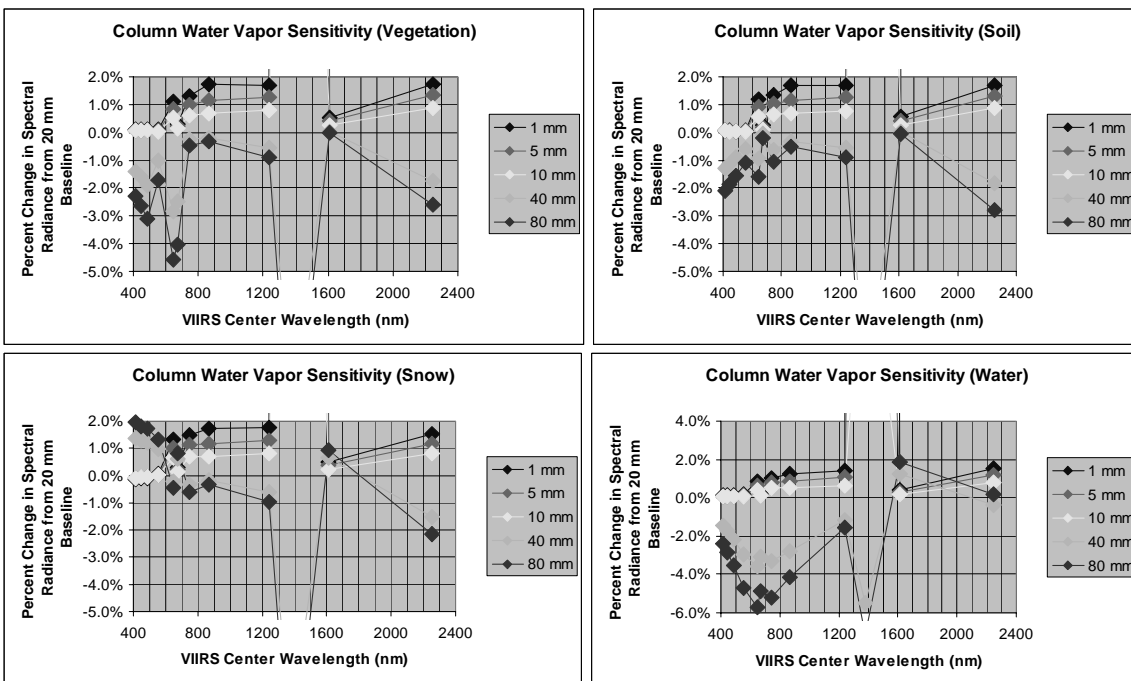 Column Water Vapor Sensitivity (Vegetation)
Percent Change in Spectral
Radiance from 20 mm
Baseline
2.0%
1.0%
0.0%
-1.0%
-2.0%
-3.0%
-4.0%
-5.0%
400 800 1200 1600 2000 2400
VIIRS Center Wavelength (nm)
1 mm
5 mm
10 mm
40 mm
80 mm
Column Water Vapor Sensitivity (Soil)
Percent Change in Spectral
Radiance from 20 mm
Baseline
2.0%
1.0%
0.0%
-1.0%
-2.0%
-3.0%
-4.0%
-5.0%
400 800 1200 1600 2000 2400
VIIRS Center Wavelength (nm)
1 mm
5 mm
10 mm
40 mm
80 mm
Column Water Vapor Sensitivity (Snow)
Percent Change in Spectral
Radiance from 20 mm
Baseline
2.0%
1.0%
0.0%
-1.0%
-2.0%
-3.0%
-4.0%
-5.0%
400 800 1200 1600 2000 2400
VIIRS Center Wavelength (nm)
1 mm
5 mm
10 mm
40 mm
80 mm
Column Water Vapor Sensitivity (Water)
Percent Change in Spectral
Radiance from 20 mm
Baseline
4.0%
2.0%
0.0%
-2.0%
-4.0%
-6.0%
400 800 1200 1600 2000 2400
VIIRS Center Wavelength (nm)
1 mm
5 mm
10 mm
40 mm
80 mm